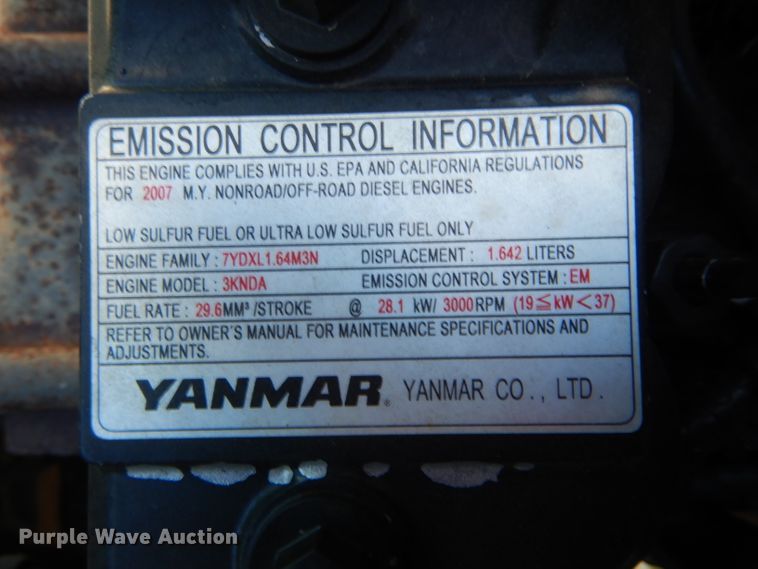 EMISSION CONTROL INFORMATION
THIS ENGINE COMPLIES WITH U.S. EPA AND CALIFORNIA REGULATIONS
FOR 2007 M.Y. NONROAD/OFF-ROAD DIESEL ENGINES.
LOW SULFUR FUEL OR ULTRA LOW SULFUR FUEL ONLY
ENGINE FAMILY : 7YDXL1.64M3N DISPLACEMENT : 1.642 LITERS
ENGINE MODEL : 3KNDA EMISSION CONTROL SYSTEM : EM
FUEL RATE : 29.6MM³ /STROKE @ 28.1 kW/ 3000RPM (19≦kW<37)
REFER TO OWNER'S MANUAL FOR MAINTENANCE SPECIFICATIONS AND
ADJUSTMENTS.
YANMAR® YANMAR CO., LTD.
Purple Wave Auction